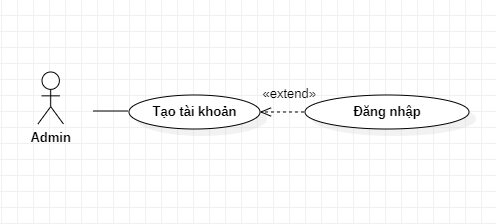 «extend»
Tạo tài khoản
Đăng nhập
Admin